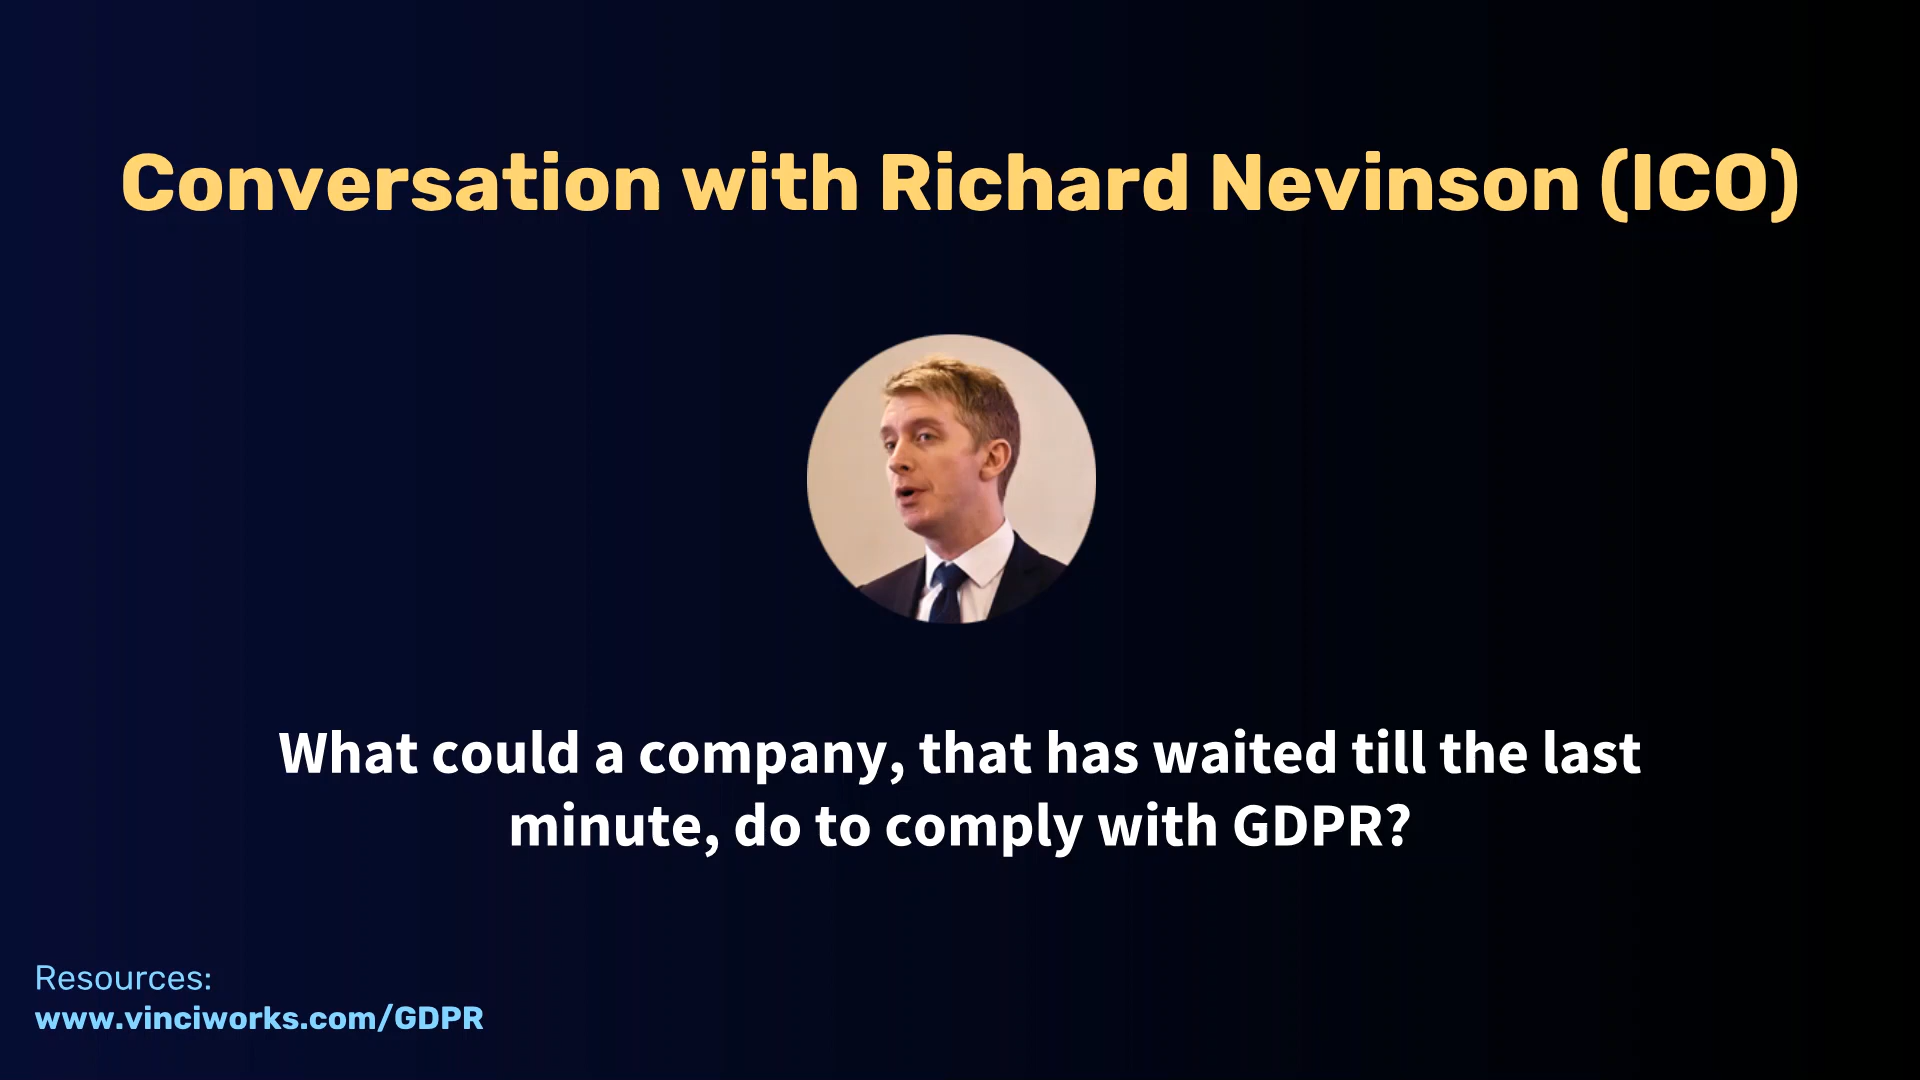 Conversation with Richard Nevinson (ICO)
What could a company, that has waited till the last
minute, do to comply with GDPR?
Resources:
www.vinciworks.com/GDPR